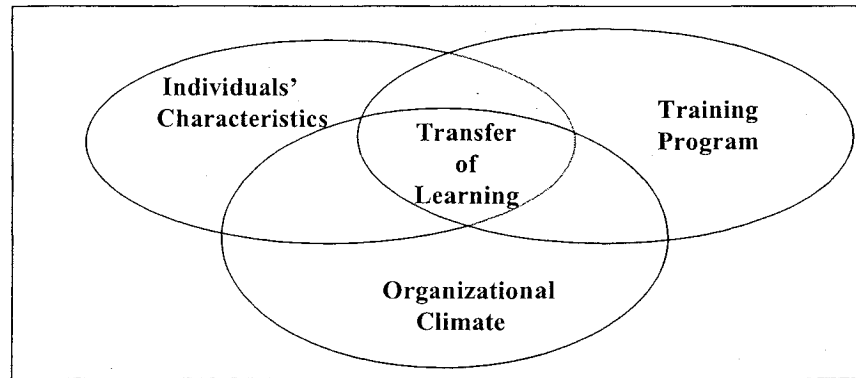 Individuals’
Characteristics
Training
Program
Transfer
of
Learning
Organizational
Climate